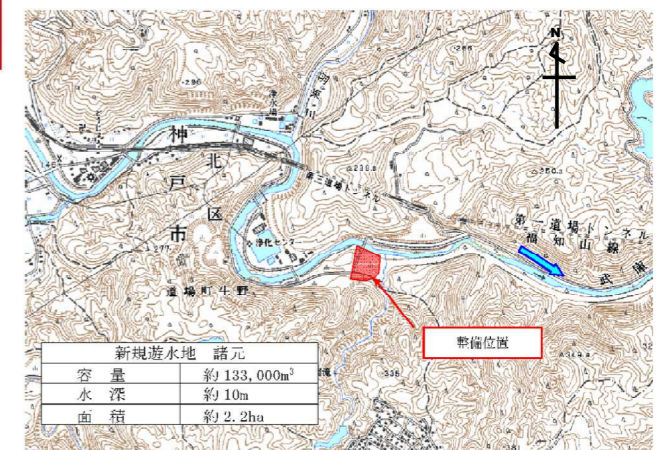 N
神戸市
北区
浄水場
第二道場トンネル
第一道場トンネル
福知山線
武庫
浄化センター
道場町生野
整備位置
新規遊水地 諸元
容 量 約 133,000m³
水 深 約 10m
面 積 約 2.2ha